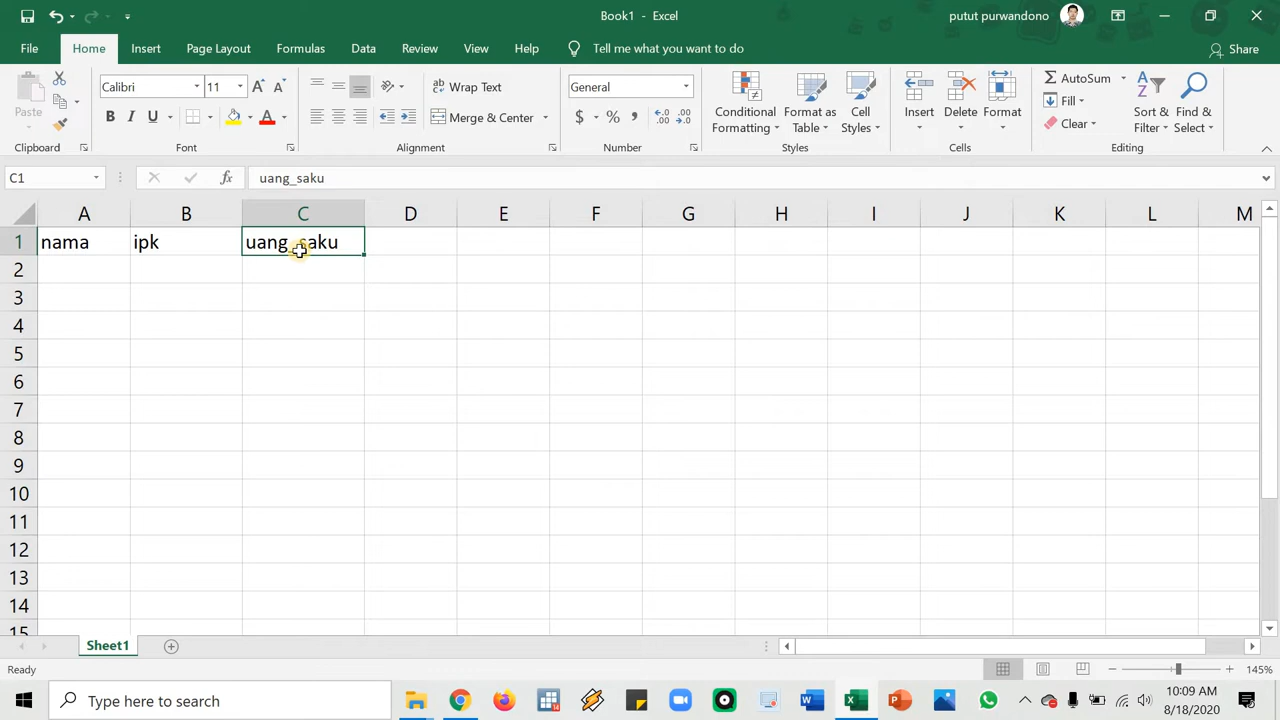 Book1 - Excel
putut purwandono
File Home Insert Page Layout Formulas Data Review View Help Tell me what you want to do Share
Paste
Calibri 11
B I U A
Wrap Text
Merge & Center
General
$ % ,
Conditional Formatting
Format as Table
Cell Styles
Insert Delete Format
AutoSum
Fill
Clear
Sort & Filter
Find & Select
Clipboard Font Alignment Number Styles Cells Editing
C1 fx uang_saku
A B C D E F G H I J K L M
1 nama ipk uang_saku
2
3
4
5
6
7
8
9
10
11
12
13
14
15
Sheet1
Ready 145%
Type here to search
10:09 AM
8/18/2020